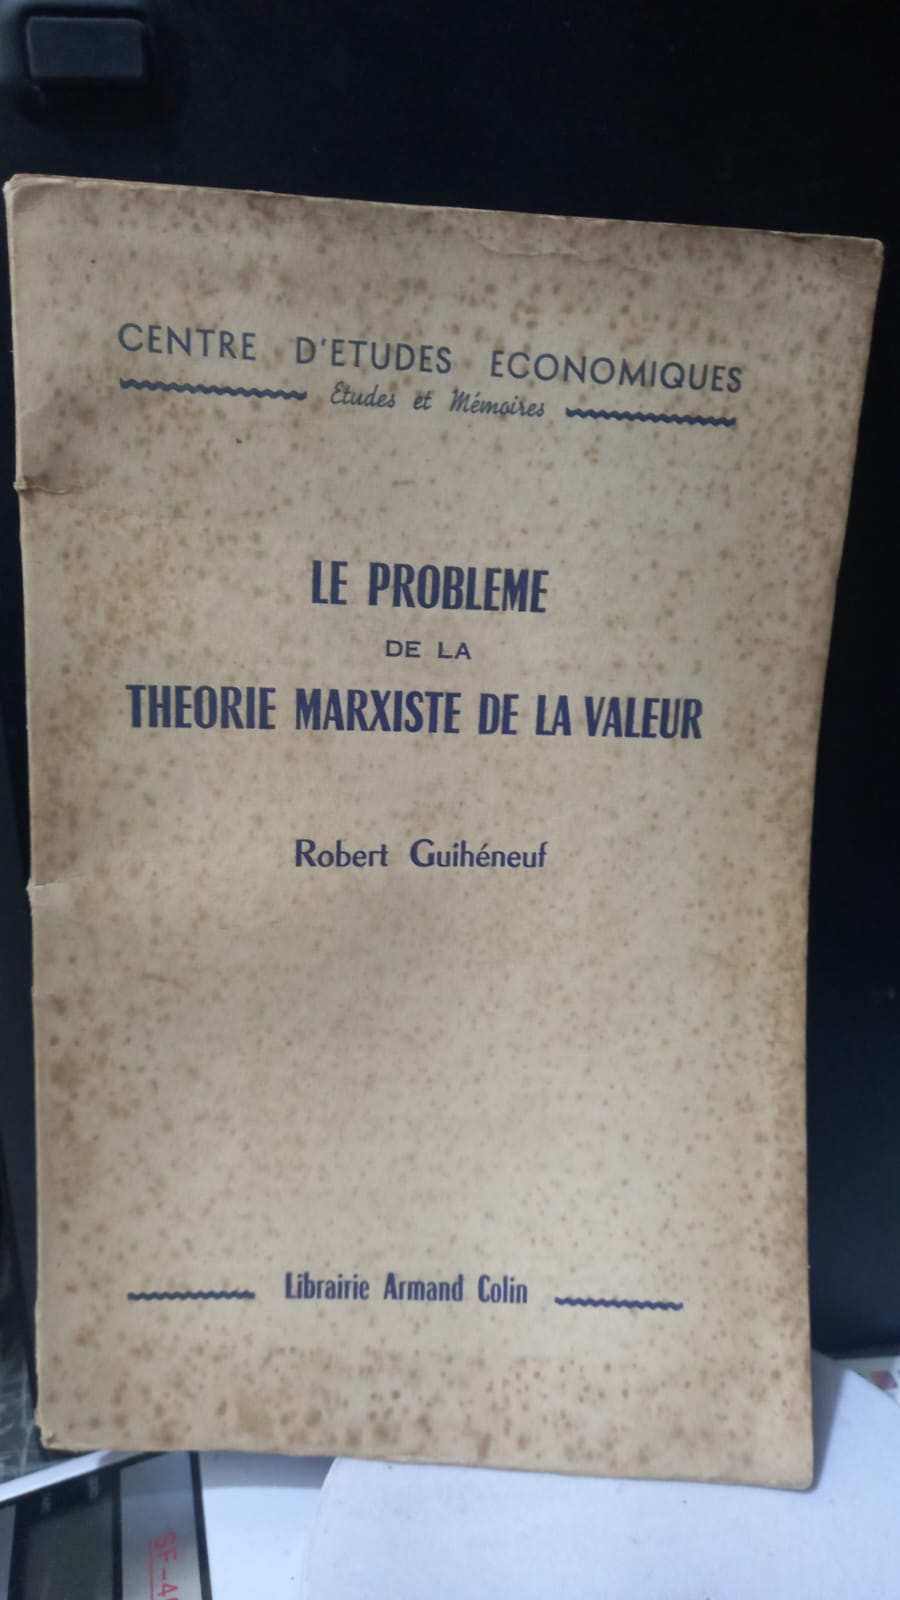 CENTRE D'ETUDES ECONOMIQUES
Etudes et Mémoires
LE PROBLEME
DE LA
THEORIE MARXISTE DE LA VALEUR
Robert Guihéneuf
Librairie Armand Colin